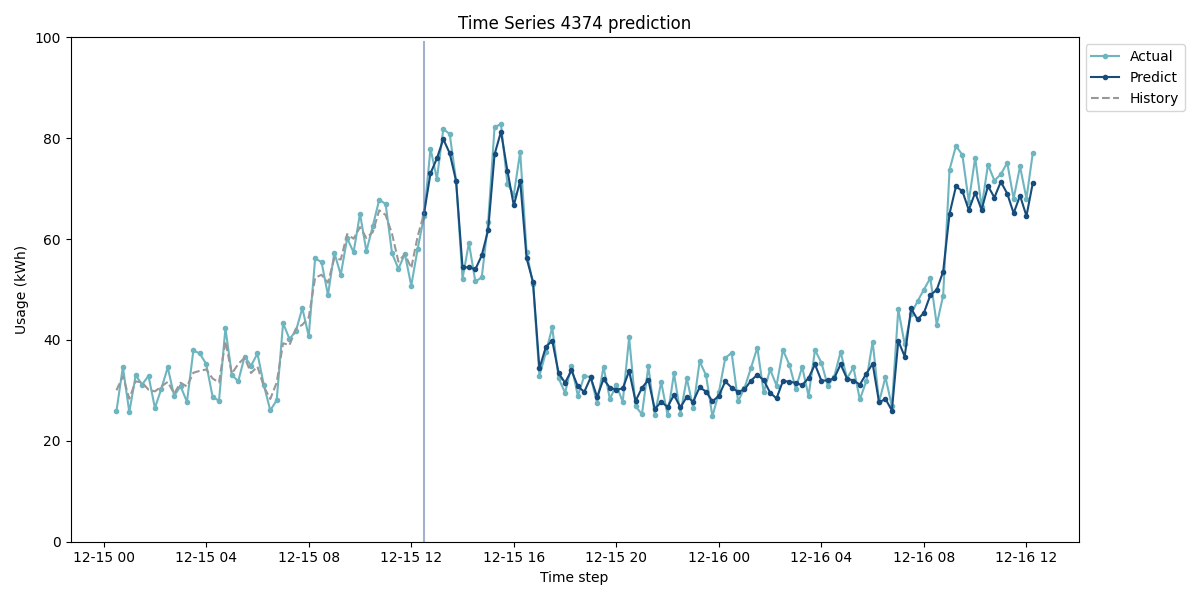 Time Series 4374 prediction
100
80
60
40
20
0
Usage (kWh)
12-15 00 12-15 04 12-15 08 12-15 12 12-15 16 12-15 20 12-16 00 12-16 04 12-16 08 12-16 12
Time step
Actual
Predict
History